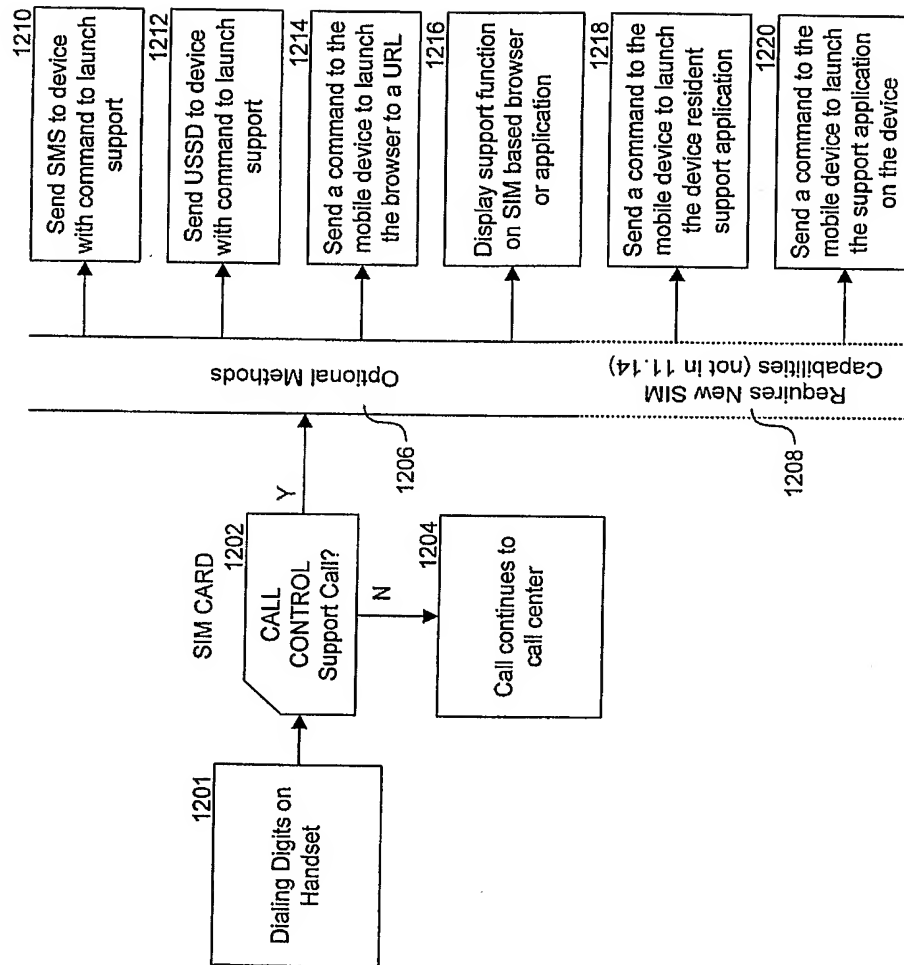 1201
Dialing Digits on
Handset
SIM CARD
1202
CALL
CONTROL
Support Call?
Y
N
1204
Call continues to
call center
Optional Methods
1206
Requires New SIM
Capabilities (not in 11.14)
1208
1210
Send SMS to device
with command to launch
support
1212
Send USSD to device
with command to launch
support
1214
Send a command to the
mobile device to launch
the browser to a URL
1216
Display support function
on SIM based browser
or application
1218
Send a command to the
mobile device to launch
the device resident
support application
1220
Send a command to the
mobile device to launch
the support application
on the device